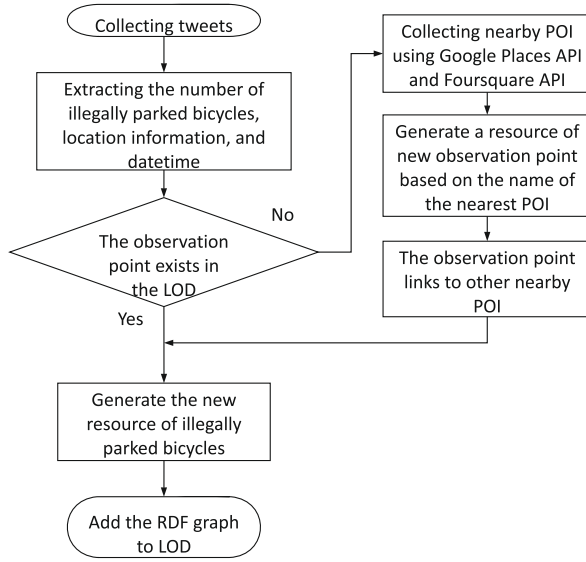 Collecting tweets
Extracting the number of
illegally parked bicycles,
location information, and
datetime
The observation
point exists in
the LOD
No
Yes
Collecting nearby POI
using Google Places API
and Foursquare API
Generate a resource of
new observation point
based on the name of
the nearest POI
The observation point
links to other nearby
POI
Generate the new
resource of illegally
parked bicycles
Add the RDF graph
to LOD